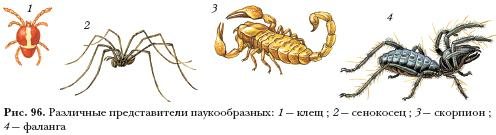 1
2
3
4
Рис. 96. Различные представители паукообразных: 1 – клещ ; 2 – сенокосец ; 3 – скорпион ;
4 – фаланга